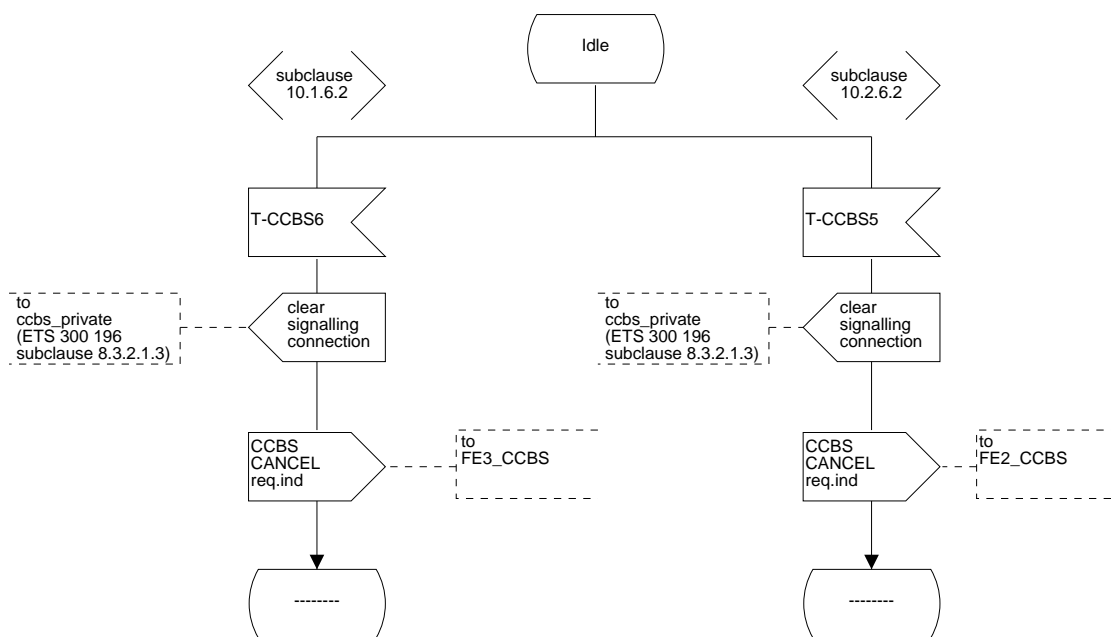 Idle
subclause
10.1.6.2
subclause
10.2.6.2
T-CCBS6
T-CCBS5
to
ccbs_private
(ETS 300 196
subclause 8.3.2.1.3)
clear
signalling
connection
to
ccbs_private
(ETS 300 196
subclause 8.3.2.1.3)
clear
signalling
connection
CCBS
CANCEL
req.ind
to
FE3_CCBS
CCBS
CANCEL
req.ind
to
FE2_CCBS
--------
--------